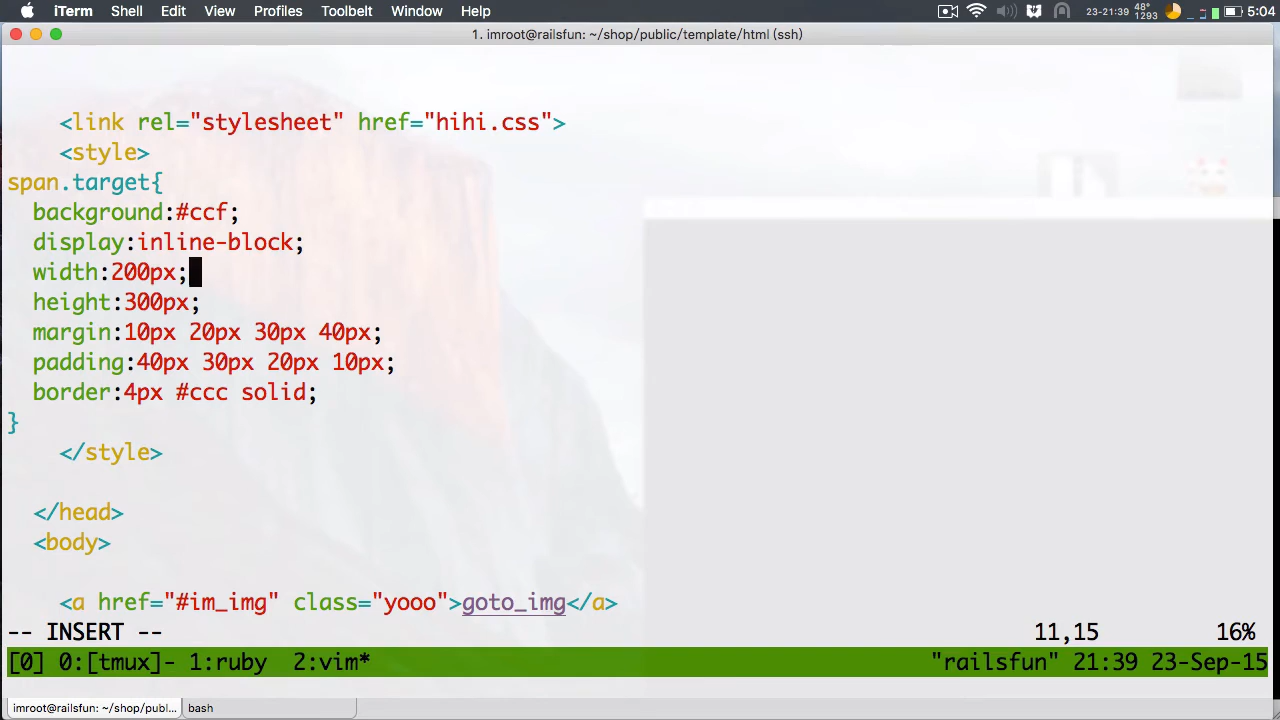 iTerm Shell Edit View Profiles Toolbelt Window Help 23-21:39 48° 1293 5:04
1. imroot@railsfun: ~/shop/public/template/html (ssh)
<link rel="stylesheet" href="hihi.css">
<style>
span.target{
background:#ccf;
display:inline-block;
width:200px;
height:300px;
margin:10px 20px 30px 40px;
padding:40px 30px 20px 10px;
border:4px #ccc solid;
}
</style>
</head>
<body>
<a href="#im_img" class="yooo">goto_img</a>
-- INSERT -- 11,15 16%
[0] 0:[tmux]- 1:ruby 2:vim* "railsfun" 21:39 23-Sep-15
imroot@railsfun: ~/shop/publ... bash